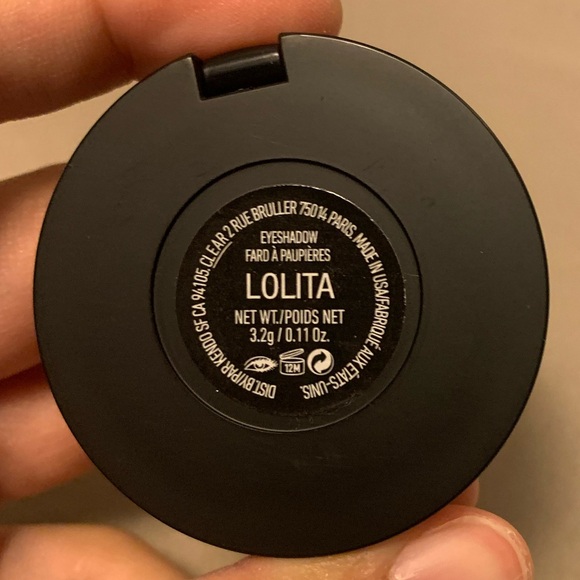 DIST. BY/PAR KENDO SF CA 94105. CLEAR 2 RUE BRULLER 75014 PARIS. MADE IN USA/FABRIQUÉ AUX ÉTATS-UNIS.
EYESHADOW
FARD À PAUPIÈRES
LOLITA
NET WT./POIDS NET
3.2g / 0.11 Oz.
12M